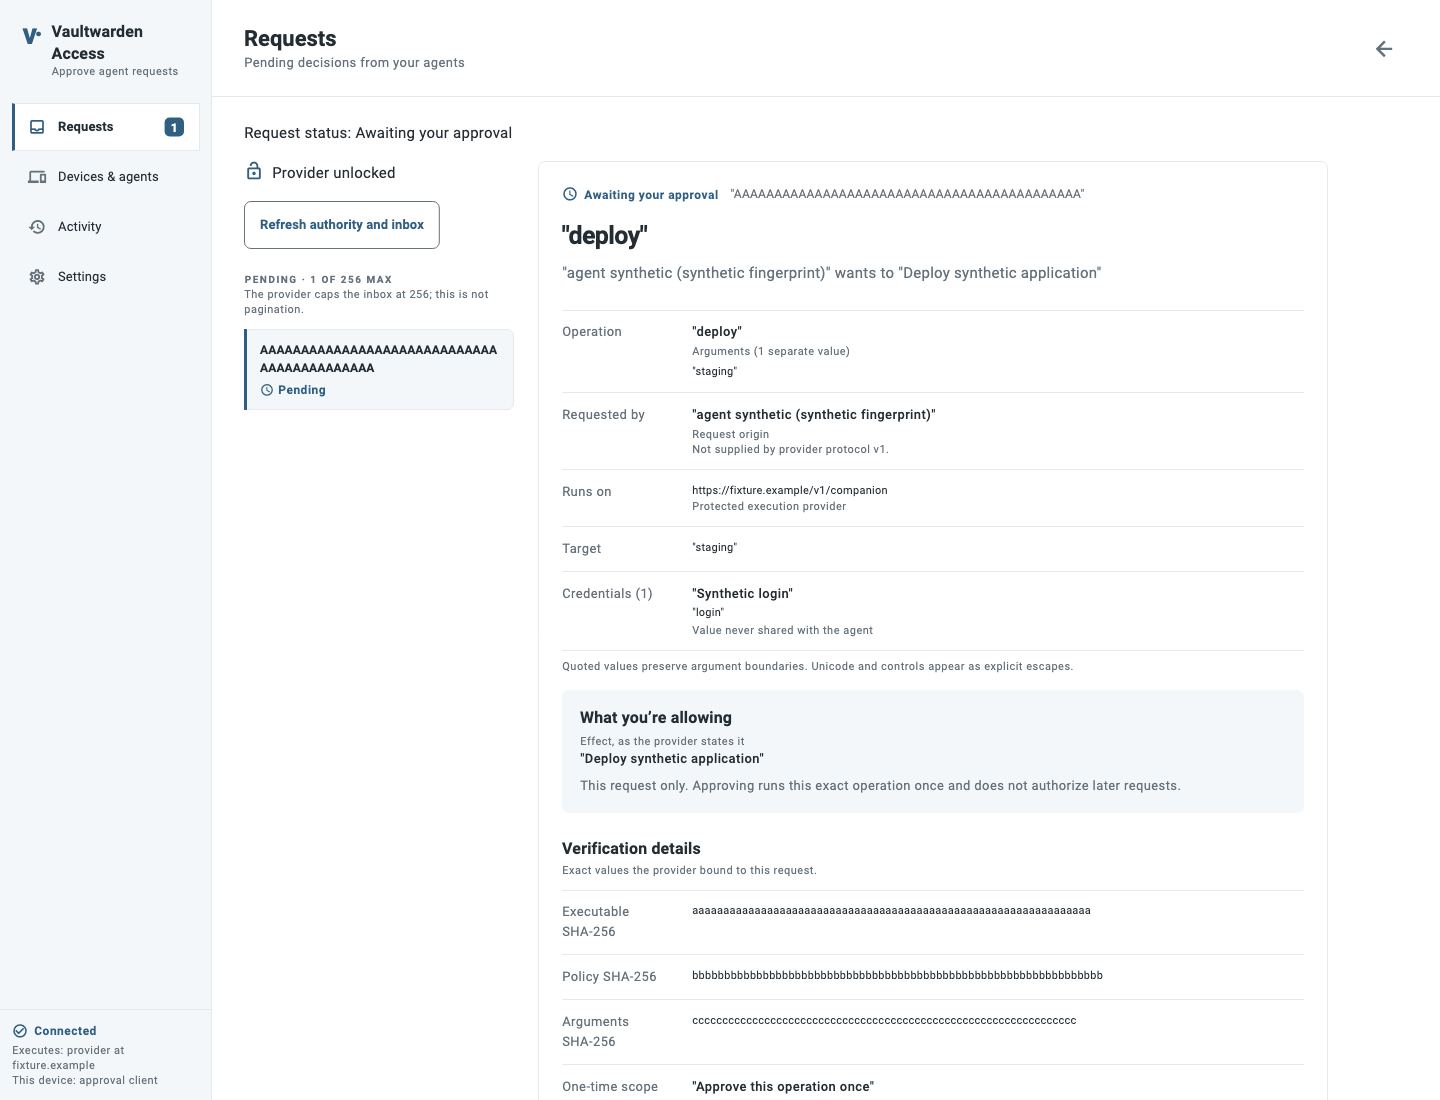 Vaultwarden
Access
Approve agent requests
Requests
1
Devices & agents
Activity
Settings
Connected
Executes: provider at
fixture.example
This device: approval client
Requests
Pending decisions from your agents
Request status: Awaiting your approval
Provider unlocked
Refresh authority and inbox
PENDING · 1 OF 256 MAX
The provider caps the inbox at 256; this is not
pagination.
AAAAAAAAAAAAAAAAAAAAAAAAAAAAA
AAAAAAAAAAAAAA
Pending
Awaiting your approval "AAAAAAAAAAAAAAAAAAAAAAAAAAAAAAAAAAAAAAAAAAA"
"deploy"
"agent synthetic (synthetic fingerprint)" wants to "Deploy synthetic application"
Operation
"deploy"
Arguments (1 separate value)
"staging"
Requested by
"agent synthetic (synthetic fingerprint)"
Request origin
Not supplied by provider protocol v1.
Runs on
https://fixture.example/v1/companion
Protected execution provider
Target
"staging"
Credentials (1)
"Synthetic login"
"login"
Value never shared with the agent
Quoted values preserve argument boundaries. Unicode and controls appear as explicit escapes.
What you’re allowing
Effect, as the provider states it
"Deploy synthetic application"
This request only. Approving runs this exact operation once and does not authorize later requests.
Verification details
Exact values the provider bound to this request.
Executable
SHA-256
aaaaaaaaaaaaaaaaaaaaaaaaaaaaaaaaaaaaaaaaaaaaaaaaaaaaaaaaaaaaaaaa
Policy SHA-256
bbbbbbbbbbbbbbbbbbbbbbbbbbbbbbbbbbbbbbbbbbbbbbbbbbbbbbbbbbbbbbbb
Arguments
SHA-256
cccccccccccccccccccccccccccccccccccccccccccccccccccccccccccccccc
One-time scope
"Approve this operation once"